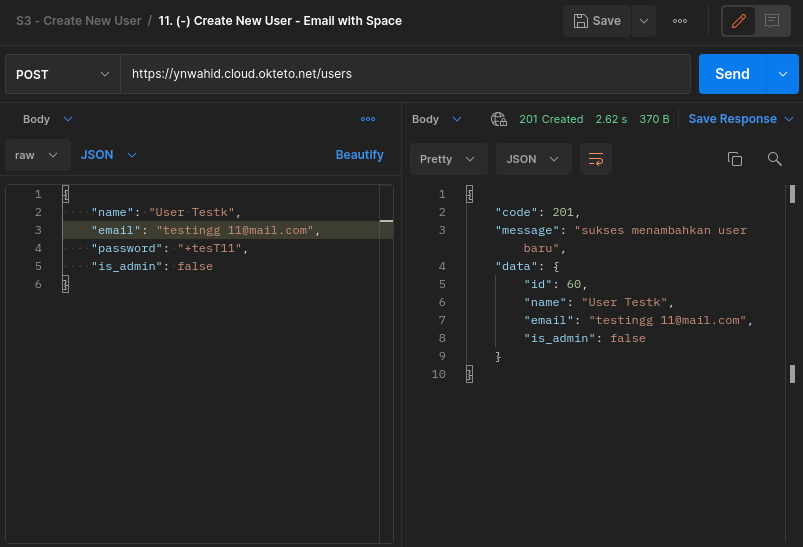 S3 - Create New User / 11. (-) Create New User - Email with Space
Save
POST
https://ynwahid.cloud.okteto.net/users
Send
Body
raw
JSON
Beautify
1 {
2 "name": "User Testk",
3 "email": "testingg 11@mail.com",
4 "password": "+tesT11",
5 "is_admin": false
6 }
Body
201 Created 2.62 s 370 B
Save Response
Pretty
JSON
1 {
2 "code": 201,
3 "message": "sukses menambahkan user
baru",
4 "data": {
5 "id": 60,
6 "name": "User Testk",
7 "email": "testingg 11@mail.com",
8 "is_admin": false
9 }
10 }